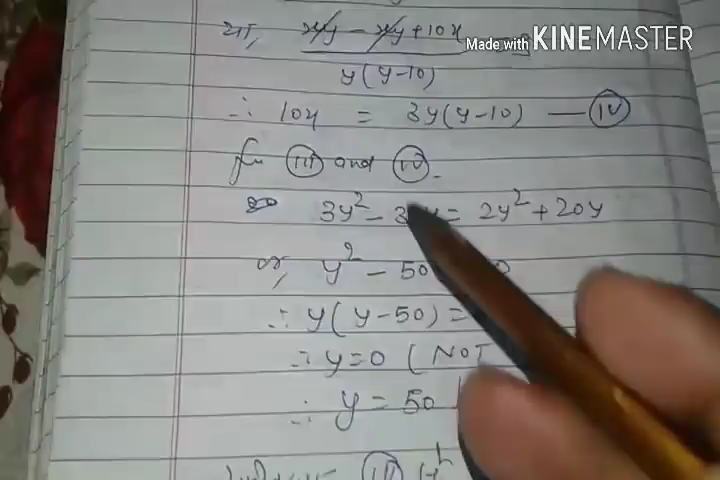 या, xy - xy + 10x
Made with KINEMASTER
y(y-10)
∴ 10x = 3y(y-10) — (IV)
(III) and (IV).
3y² - 3 y = 2y² + 20y
or, y² - 50
∴ y(y-50) =
∴ y=0 (NOT
∴ y = 50
(III)